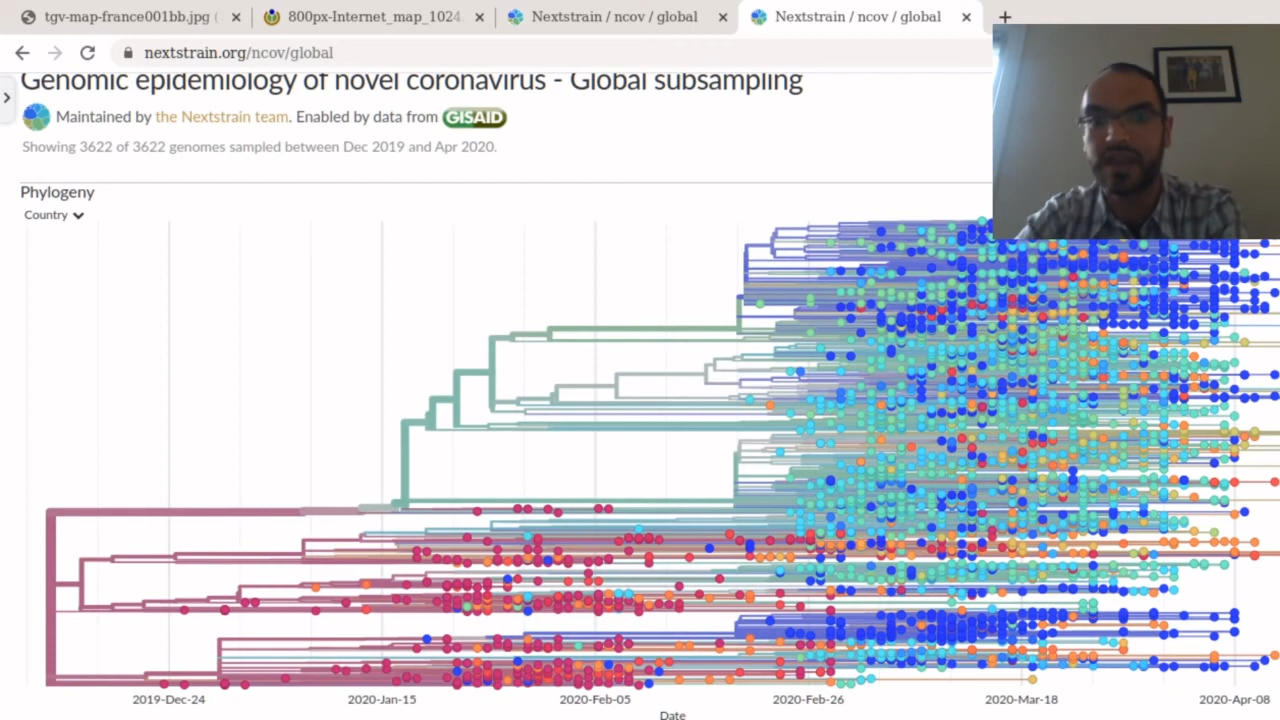 tgv-map-france001bb.jpg (
800px-Internet_map_1024
Nextstrain / ncov / global
Nextstrain / ncov / global
nextstrain.org/ncov/global
Genomic epidemiology of novel coronavirus - Global subsampling
Maintained by the Nextstrain team. Enabled by data from GISAID
Showing 3622 of 3622 genomes sampled between Dec 2019 and Apr 2020.
Phylogeny
Country
2019-Dec-24
2020-Jan-15
2020-Feb-05
2020-Feb-26
2020-Mar-18
2020-Apr-08
Date